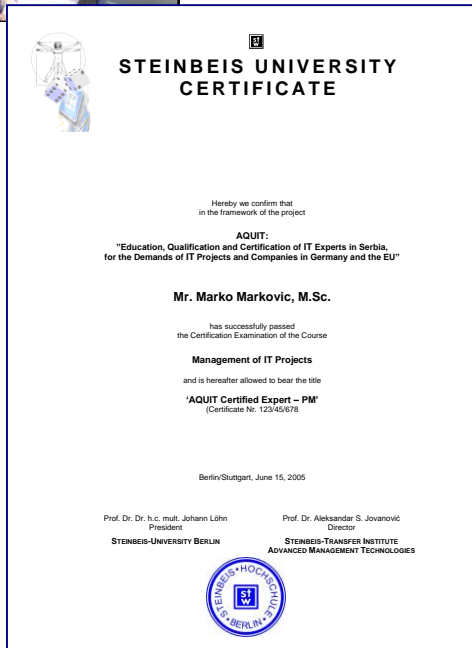 stw
STEINBEIS UNIVERSITY
CERTIFICATE
Hereby we confirm that
in the framework of the project
AQUIT:
"Education, Qualification and Certification of IT Experts in Serbia,
for the Demands of IT Projects and Companies in Germany and the EU"
Mr. Marko Markovic, M.Sc.
has successfully passed
the Certification Examination of the Course
Management of IT Projects
and is hereafter allowed to bear the title
'AQUIT Certified Expert – PM'
(Certificate Nr. 123/45/678
Berlin/Stuttgart, June 15, 2005
Prof. Dr. Dr. h.c. mult. Johann Löhn
President
STEINBEIS-UNIVERSITY BERLIN
Prof. Dr. Aleksandar S. Jovanović
Director
STEINBEIS-TRANSFER INSTITUTE
ADVANCED MANAGEMENT TECHNOLOGIES
STEINBEIS-HOCHSCHULE
stw
BERLIN